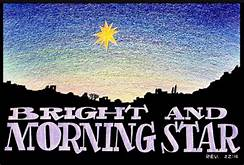 BRIGHT AND
MORNING STAR
REV. 22:16